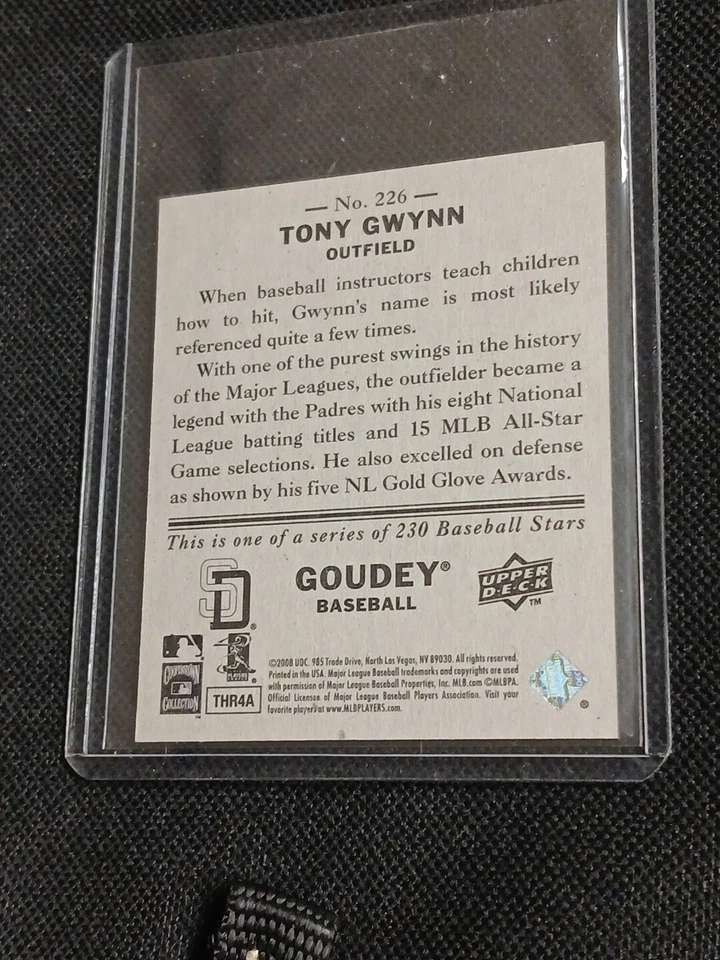 — No. 226 —
TONY GWYNN
OUTFIELD
When baseball instructors teach children
how to hit, Gwynn's name is most likely
referenced quite a few times.
With one of the purest swings in the history
of the Major Leagues, the outfielder became a
legend with the Padres with his eight National
League batting titles and 15 MLB All-Star
Game selections. He also excelled on defense
as shown by his five NL Gold Glove Awards.
This is one of a series of 230 Baseball Stars
SD®
GOUDEY®
BASEBALL
UPPER
D·E·C·K
TM
COOPERSTOWN
COLLECTION
THR4A
©2008 UDC. 985 Trade Drive, North Las Vegas, NV 89030. All rights reserved.
Printed in the USA. Major League Baseball trademarks and copyrights are used
with permission of Major League Baseball Properties, Inc. MLB.com ©MLBPA.
Official Licensee of Major League Baseball Players Association. Visit your
favorite player/at www.MLBPLAYERS.com.
®